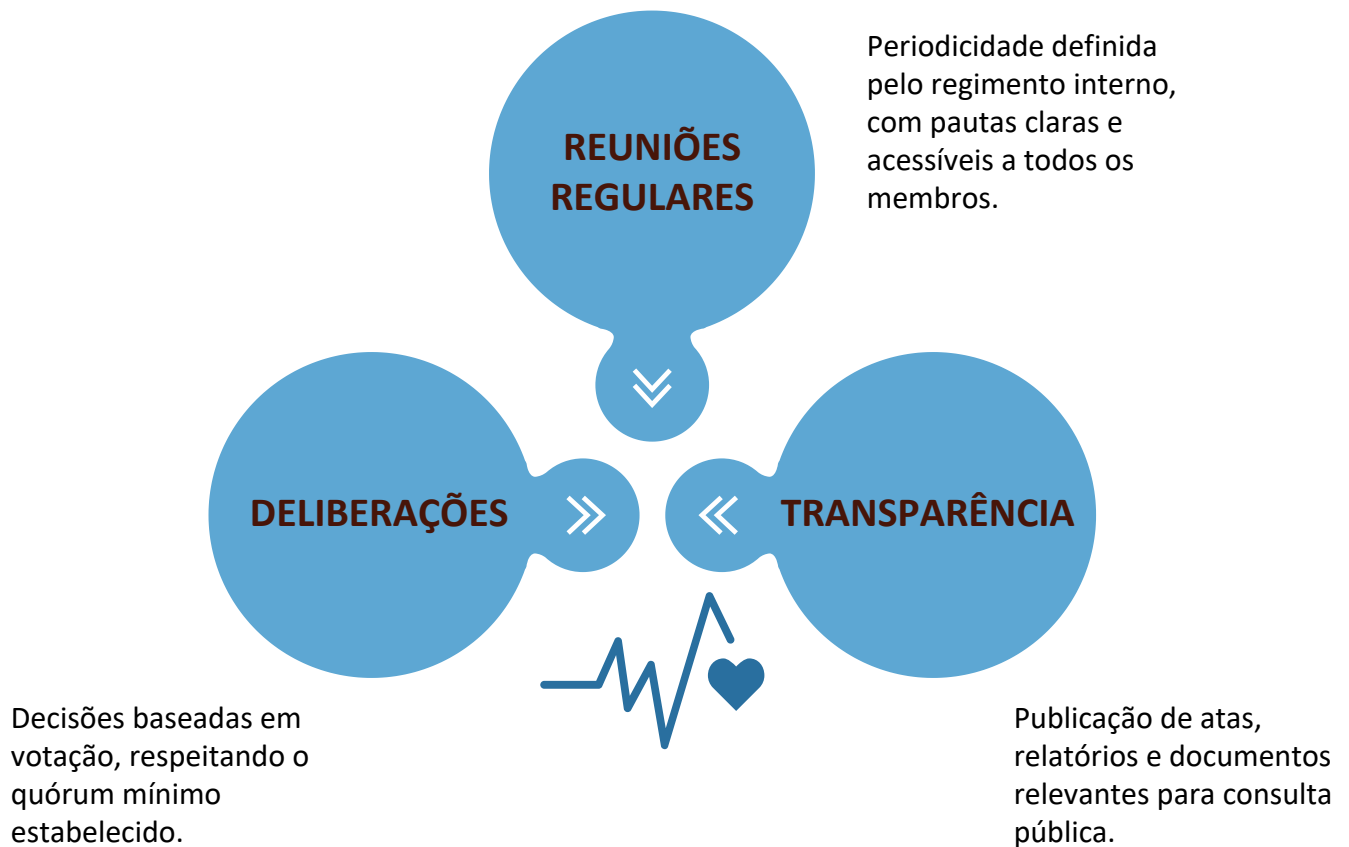 REUNIÕES
REGULARES
Periodicidade definida
pelo regimento interno,
com pautas claras e
acessíveis a todos os
membros.
DELIBERAÇÕES
Decisões baseadas em
votação, respeitando o
quórum mínimo
estabelecido.
TRANSPARÊNCIA
Publicação de atas,
relatórios e documentos
relevantes para consulta
pública.